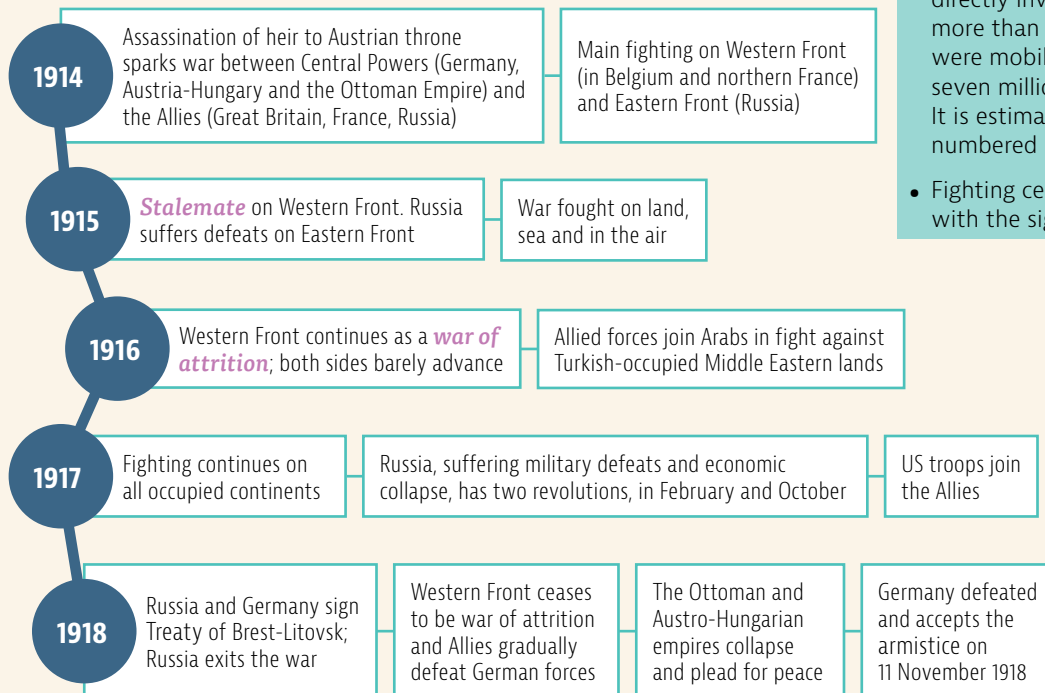 1914
Assassination of heir to Austrian throne
sparks war between Central Powers (Germany,
Austria-Hungary and the Ottoman Empire) and
the Allies (Great Britain, France, Russia)
Main fighting on Western Front
(in Belgium and northern France)
and Eastern Front (Russia)
1915
Stalemate on Western Front. Russia
suffers defeats on Eastern Front
War fought on land,
sea and in the air
1916
Western Front continues as a war of
attrition; both sides barely advance
Allied forces join Arabs in fight against
Turkish-occupied Middle Eastern lands
1917
Fighting continues on
all occupied continents
Russia, suffering military defeats and economic
collapse, has two revolutions, in February and October
US troops join
the Allies
1918
Russia and Germany sign
Treaty of Brest-Litovsk;
Russia exits the war
Western Front ceases
to be war of attrition
and Allies gradually
defeat German forces
The Ottoman and
Austro-Hungarian
empires collapse
and plead for peace
Germany defeated
and accepts the
armistice on
11 November 1918
directly
more than
were
seven
It is
numbered
• Fighting
with the